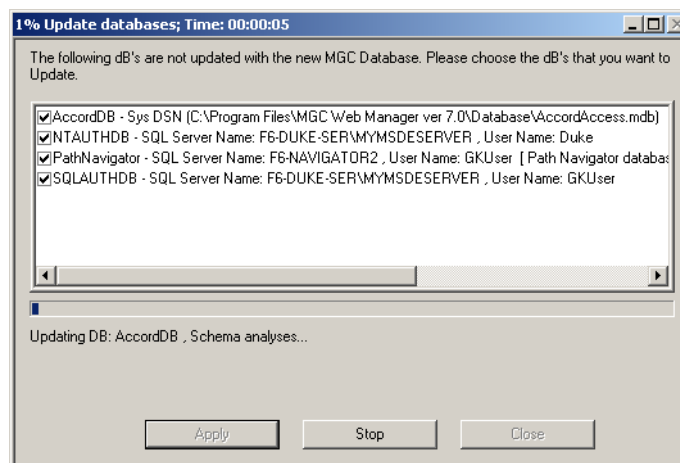 1% Update databases; Time: 00:00:05
The following dB's are not updated with the new MGC Database. Please choose the dB's that you want to
Update.
AccordDB - Sys DSN (C:\Program Files\MGC Web Manager ver 7.0\Database\AccordAccess.mdb)
NTAUTHDB - SQL Server Name: F6-DUKE-SER\MYMSDESERVER , User Name: Duke
PathNavigator - SQL Server Name: F6-NAVIGATOR2 , User Name: GKUser [ Path Navigator databas
SQLAUTHDB - SQL Server Name: F6-DUKE-SER\MYMSDESERVER , User Name: GKUser
Updating DB: AccordDB , Schema analyses...
Apply Stop Close